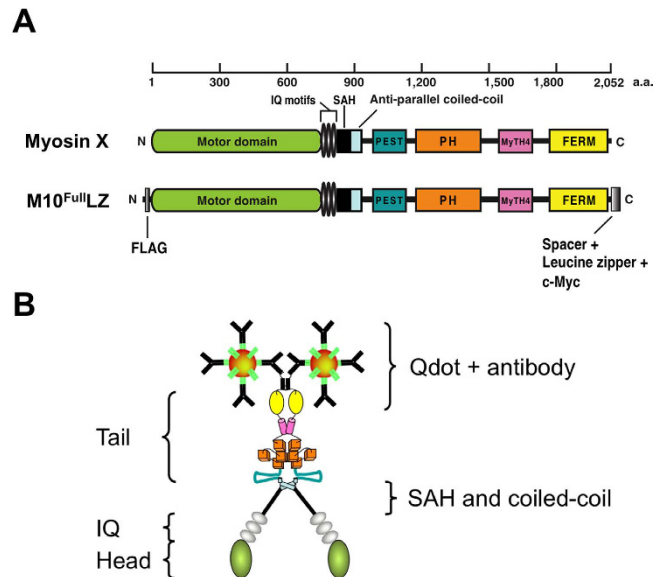 A
1 300 600 900 1,200 1,500 1,800 2,052 a.a.
IQ motifs SAH Anti-parallel coiled-coil
Myosin X N Motor domain PEST PH MyTH4 FERM C
M10FullLZ N Motor domain PEST PH MyTH4 FERM C
FLAG
Spacer +
Leucine zipper +
c-Myc
B
Qdot + antibody
Tail
SAH and coiled-coil
IQ
Head